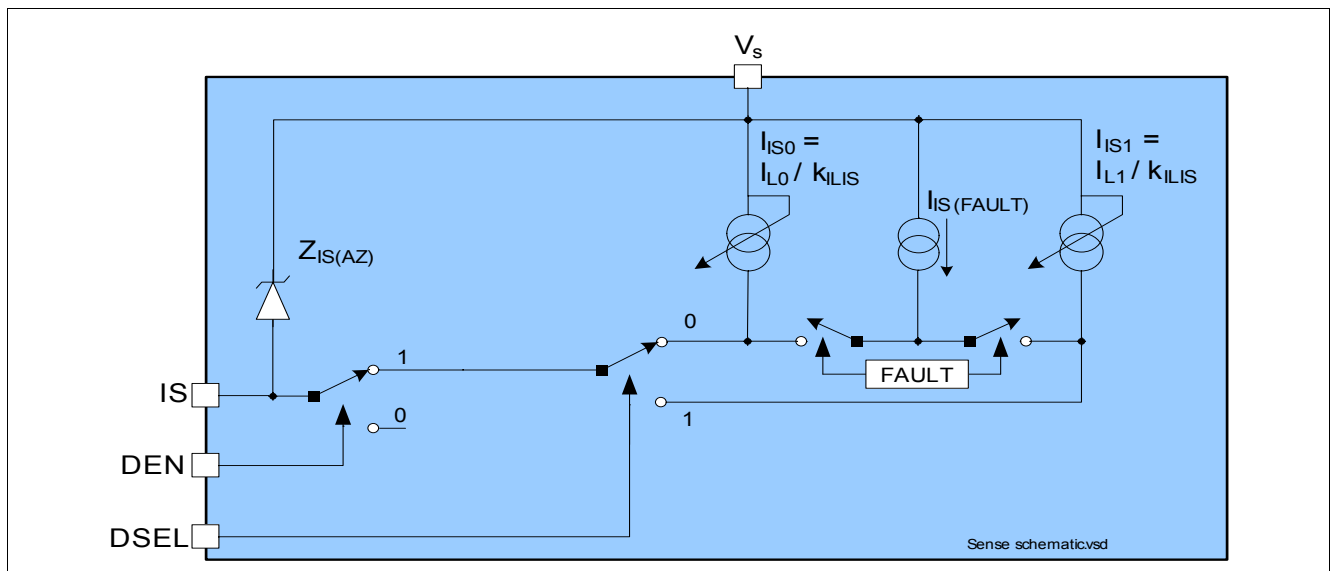 Vs
IIS0 =
IL0 / kILIS
IIS1 =
IL1 / kILIS
IIS(FAULT)
ZIS(AZ)
0
1
FAULT
IS
0
1
DEN
DSEL
Sense schematic.vsd